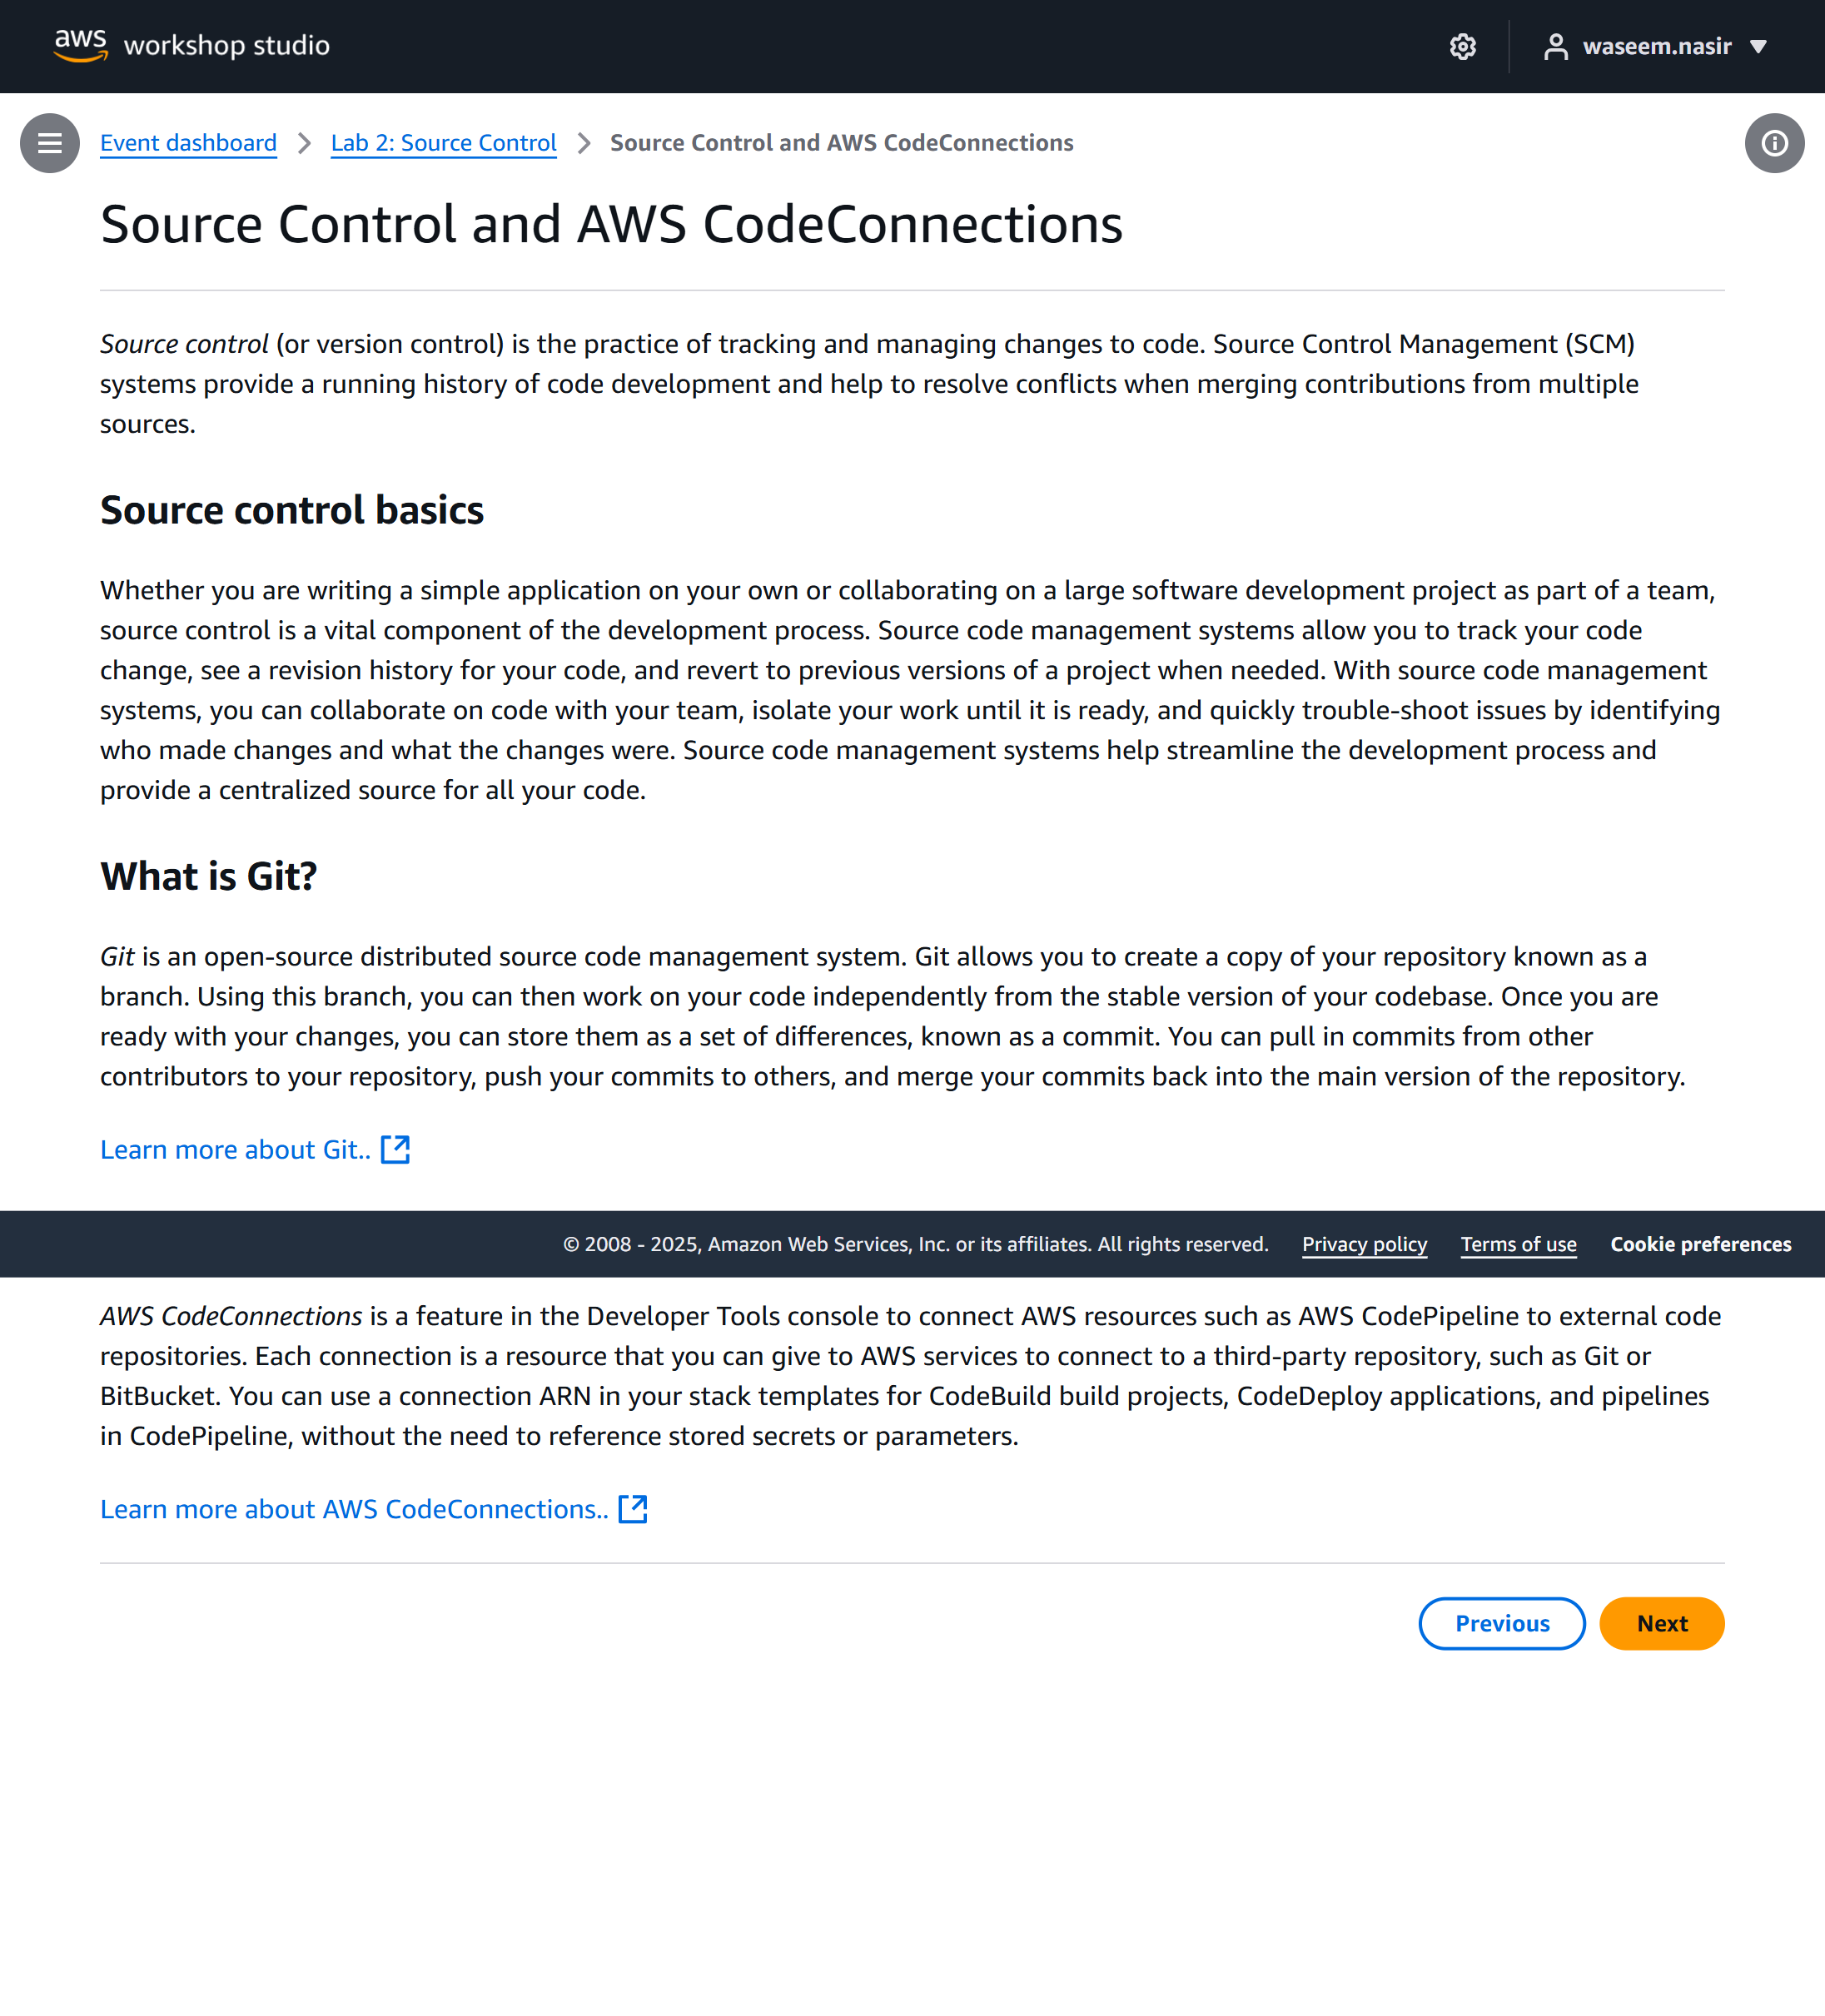 aws workshop studio
waseem.nasir
Event dashboard
Lab 2: Source Control
Source Control and AWS CodeConnections
Source Control and AWS CodeConnections
Source control (or version control) is the practice of tracking and managing changes to code. Source Control Management (SCM)
systems provide a running history of code development and help to resolve conflicts when merging contributions from multiple
sources.
Source control basics
Whether you are writing a simple application on your own or collaborating on a large software development project as part of a team,
source control is a vital component of the development process. Source code management systems allow you to track your code
change, see a revision history for your code, and revert to previous versions of a project when needed. With source code management
systems, you can collaborate on code with your team, isolate your work until it is ready, and quickly trouble-shoot issues by identifying
who made changes and what the changes were. Source code management systems help streamline the development process and
provide a centralized source for all your code.
What is Git?
Git is an open-source distributed source code management system. Git allows you to create a copy of your repository known as a
branch. Using this branch, you can then work on your code independently from the stable version of your codebase. Once you are
ready with your changes, you can store them as a set of differences, known as a commit. You can pull in commits from other
contributors to your repository, push your commits to others, and merge your commits back into the main version of the repository.
Learn more about Git..
© 2008 - 2025, Amazon Web Services, Inc. or its affiliates. All rights reserved. Privacy policy Terms of use Cookie preferences
AWS CodeConnections is a feature in the Developer Tools console to connect AWS resources such as AWS CodePipeline to external code
repositories. Each connection is a resource that you can give to AWS services to connect to a third-party repository, such as Git or
BitBucket. You can use a connection ARN in your stack templates for CodeBuild build projects, CodeDeploy applications, and pipelines
in CodePipeline, without the need to reference stored secrets or parameters.
Learn more about AWS CodeConnections..
Previous
Next